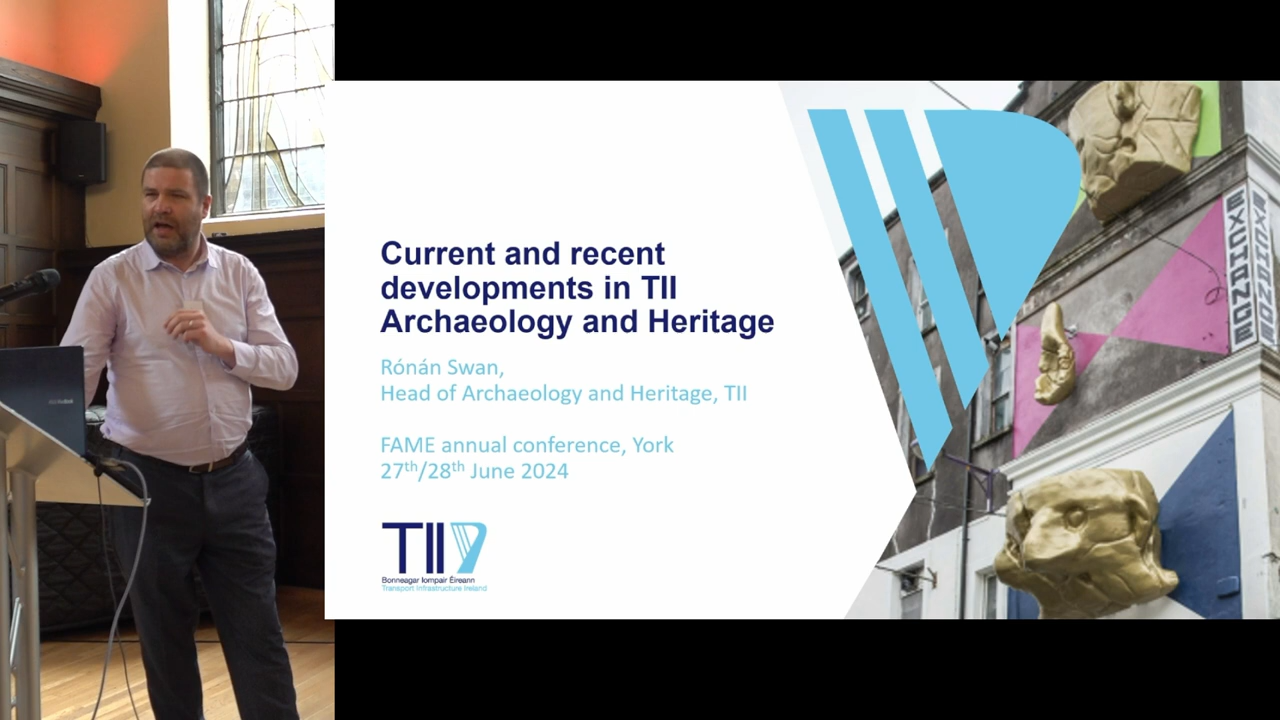 Current and recent
developments in TII
Archaeology and Heritage
Rónán Swan,
Head of Archaeology and Heritage, TII
FAME annual conference, York
27th/28th June 2024
TII
Bonneagar Iompair Éireann
Transport Infrastructure Ireland
EXCHANGE
EXCHANGE